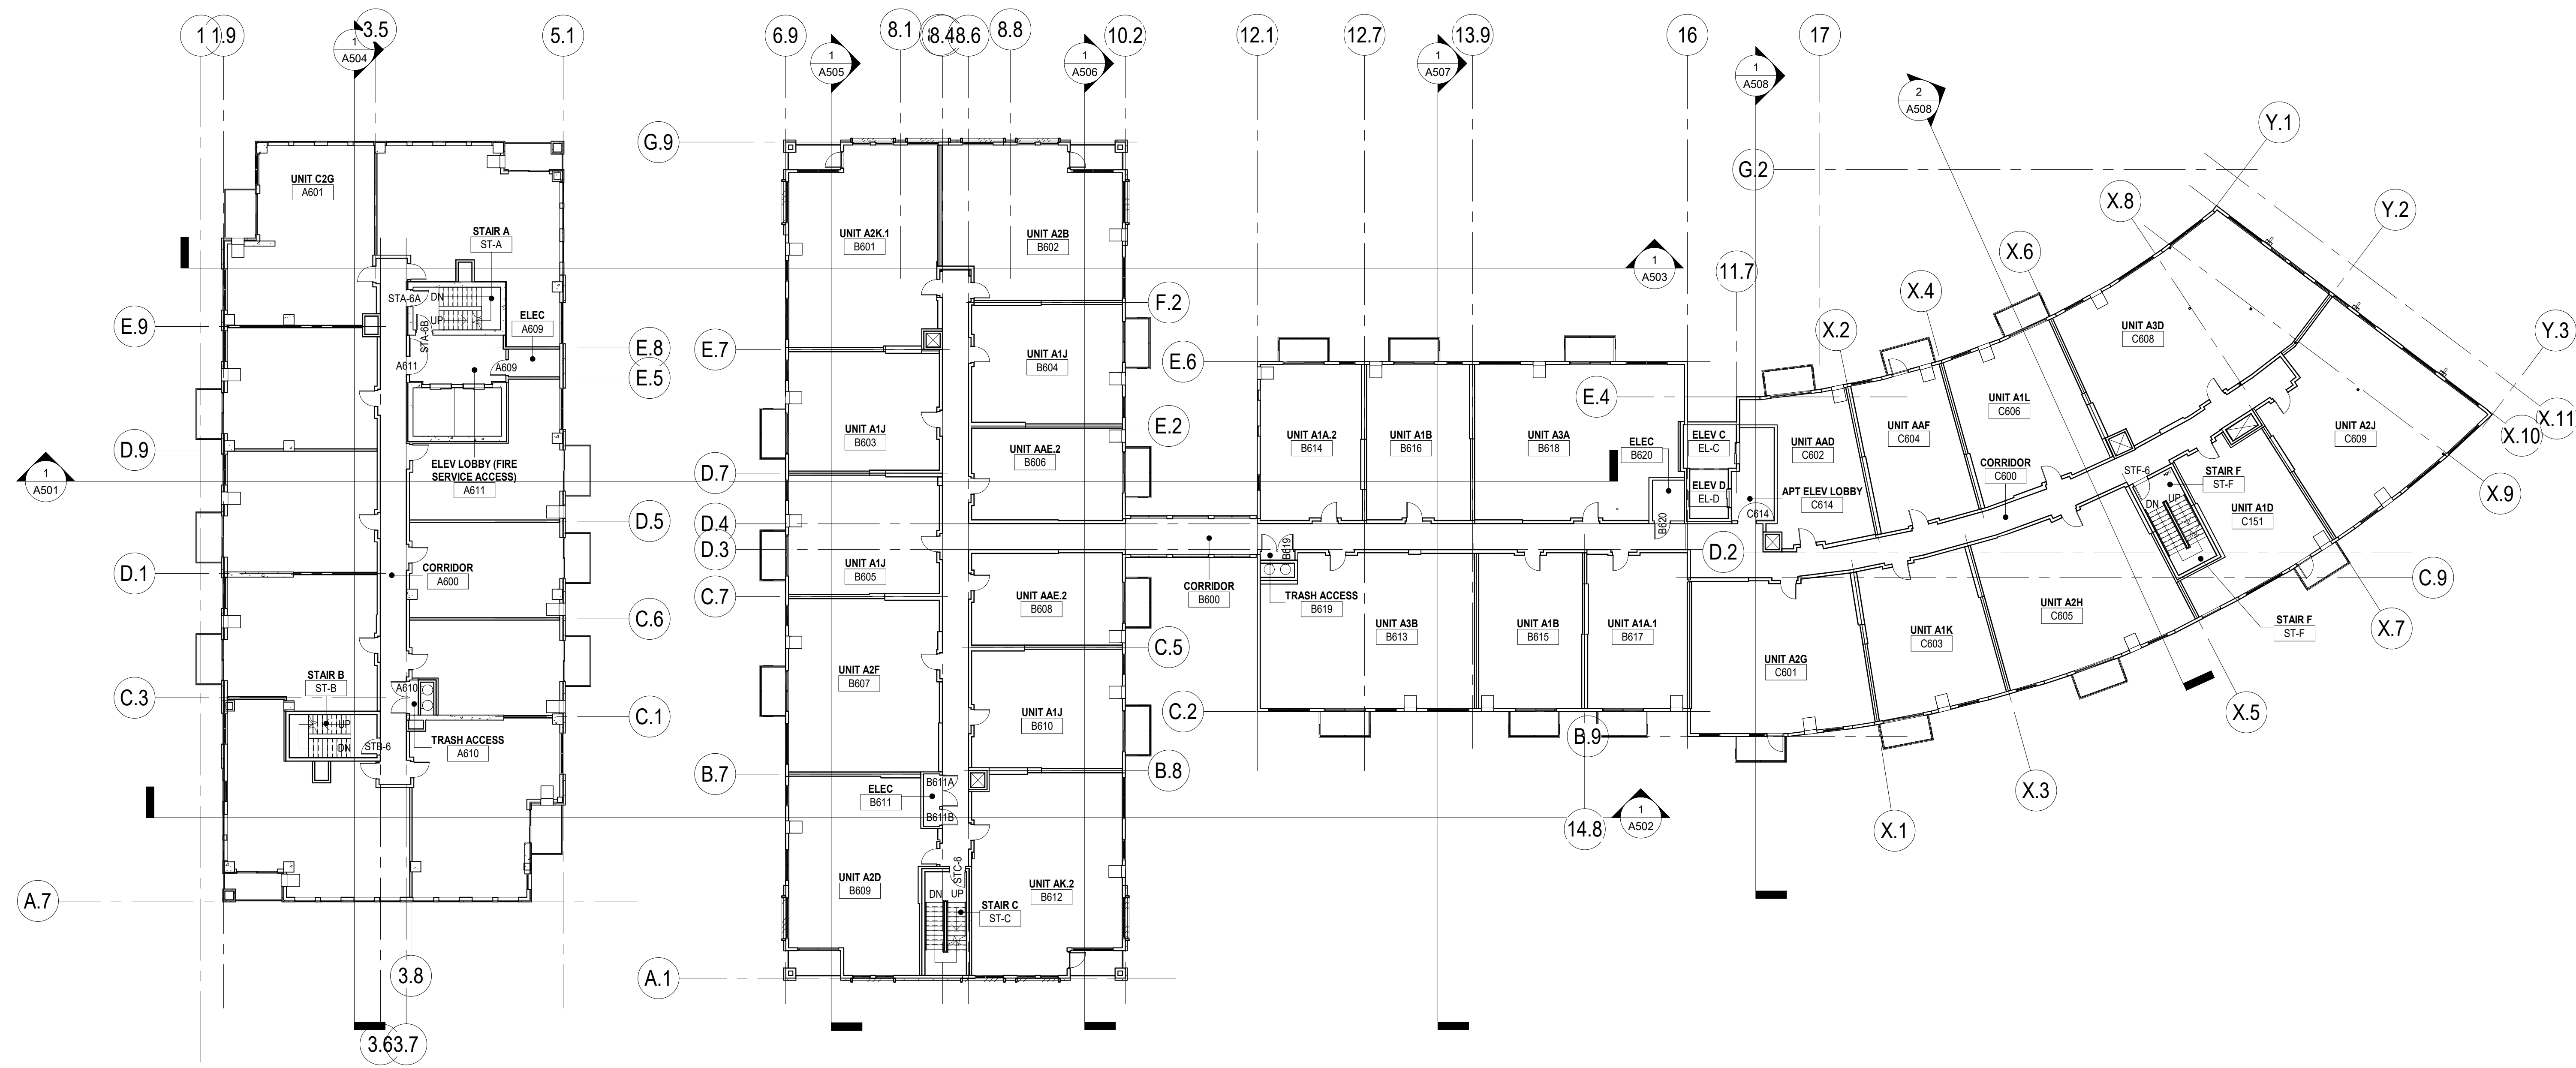 1
1.9
3.5
5.1
6.9
8.1
8.4
8.6
8.8
10.2
12.1
12.7
13.9
16
17
1
A504
1
A505
1
A506
1
A507
1
A508
2
A508
Y.1
G.9
G.2
UNIT C2G
A601
X.8
Y.2
STAIR A
ST-A
UNIT A2K.1
B601
UNIT A2B
B602
1
A503
11.7
X.6
X.4
STA-6A
DN
UP
STA-6B
ELEC
A609
E.9
E.8
E.5
A611
A609
F.2
E.7
E.6
X.2
UNIT A3D
C608
Y.3
UNIT A1J
B604
E.4
UNIT A1L
C606
UNIT AAF
C604
X.11
X.10
UNIT A2J
C609
D.9
1
A501
ELEV LOBBY (FIRE
SERVICE ACCESS)
A611
UNIT A1J
B603
E.2
UNIT AAE.2
B606
UNIT A1A.2
B614
UNIT A1B
B616
UNIT A3A
B618
ELEC
B620
ELEV C
EL-C
ELEV D
EL-D
UNIT AAD
C602
APT ELEV LOBBY
C614
CORRIDOR
C600
D.7
STF-6
STAIR F
ST-F
DN
UP
UNIT A1D
C151
X.9
D.5
D.4
D.3
C614
B620
B619
D.2
D.1
CORRIDOR
A600
UNIT A1J
B605
C.7
UNIT AAE.2
B608
CORRIDOR
B600
TRASH ACCESS
B619
C.9
C.6
UNIT A3B
B613
UNIT A1B
B615
UNIT A1A.1
B617
UNIT A2H
C605
UNIT A1K
C603
STAIR F
ST-F
X.7
STAIR B
ST-B
A610
C.3
C.1
UNIT A2F
B607
C.5
UNIT A2G
C601
UP
DN
STB-6
TRASH ACCESS
A610
UNIT A1J
B610
C.2
X.5
B.9
B.7
B.8
ELEC
B611
B611A
B611B
X.3
14.8
1
A502
X.1
A.7
UNIT A2D
B609
STC-6
DN
UP
UNIT AK.2
B612
STAIR C
ST-C
3.8
A.1
3.6
3.7